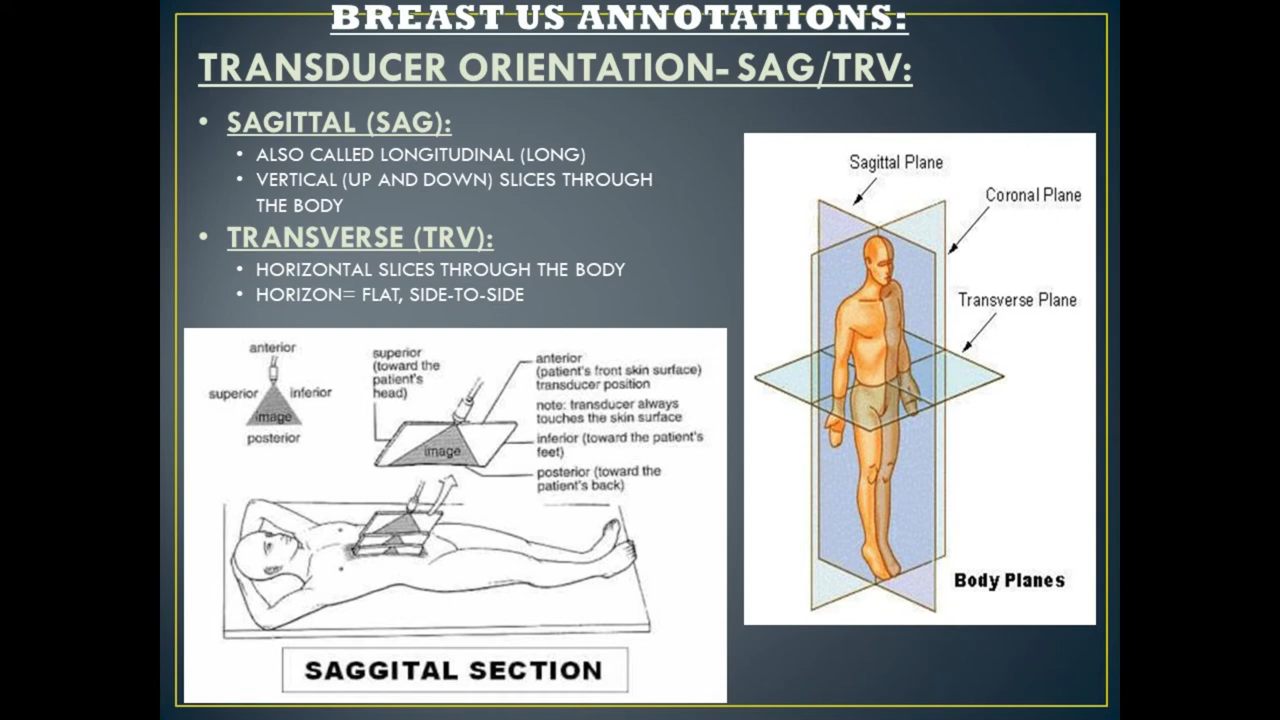 BREAST US ANNOTATIONS:
TRANSDUCER ORIENTATION- SAG/TRV:
• SAGITTAL (SAG):
• ALSO CALLED LONGITUDINAL (LONG)
• VERTICAL (UP AND DOWN) SLICES THROUGH
THE BODY
• TRANSVERSE (TRV):
• HORIZONTAL SLICES THROUGH THE BODY
• HORIZON= FLAT, SIDE-TO-SIDE
anterior
superior
inferior
image
posterior
superior
(toward the
patient's
head)
anterior
(patient's front skin surface)
transducer position
note: transducer always
touches the skin surface
image
inferior (toward the patient's
feet)
posterior (toward the
patient's back)
SAGGITAL SECTION
Sagittal Plane
Coronal Plane
Transverse Plane
Body Planes